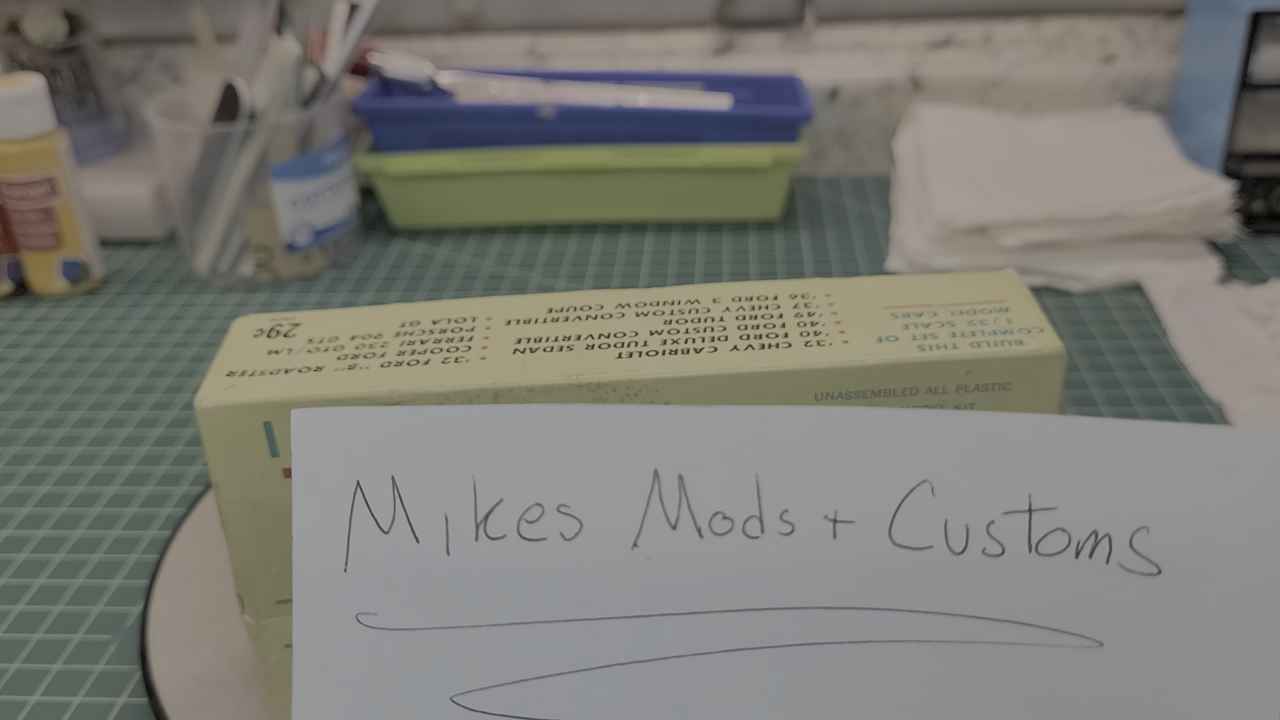 BUILD THIS
COMPLETE SET OF
1/32 SCALE
MODEL CARS
• '32 CHEVY CABRIOLET
• '40 FORD DELUXE TUDOR SEDAN
• '40 FORD CUSTOM CONVERTIBLE
• '49 FORD TUDOR
• '37 CHEVY CUSTOM CONVERTIBLE
• '36 FORD 3 WINDOW COUPE
• '32 FORD "B" ROADSTER
• COOPER FORD
• FERRARI 250 GTO/LM
• PORSCHE 904 GTS
• LOLA GT
29¢
UNASSEMBLED ALL PLASTIC
MODEL KIT
Mikes Mods + Customs